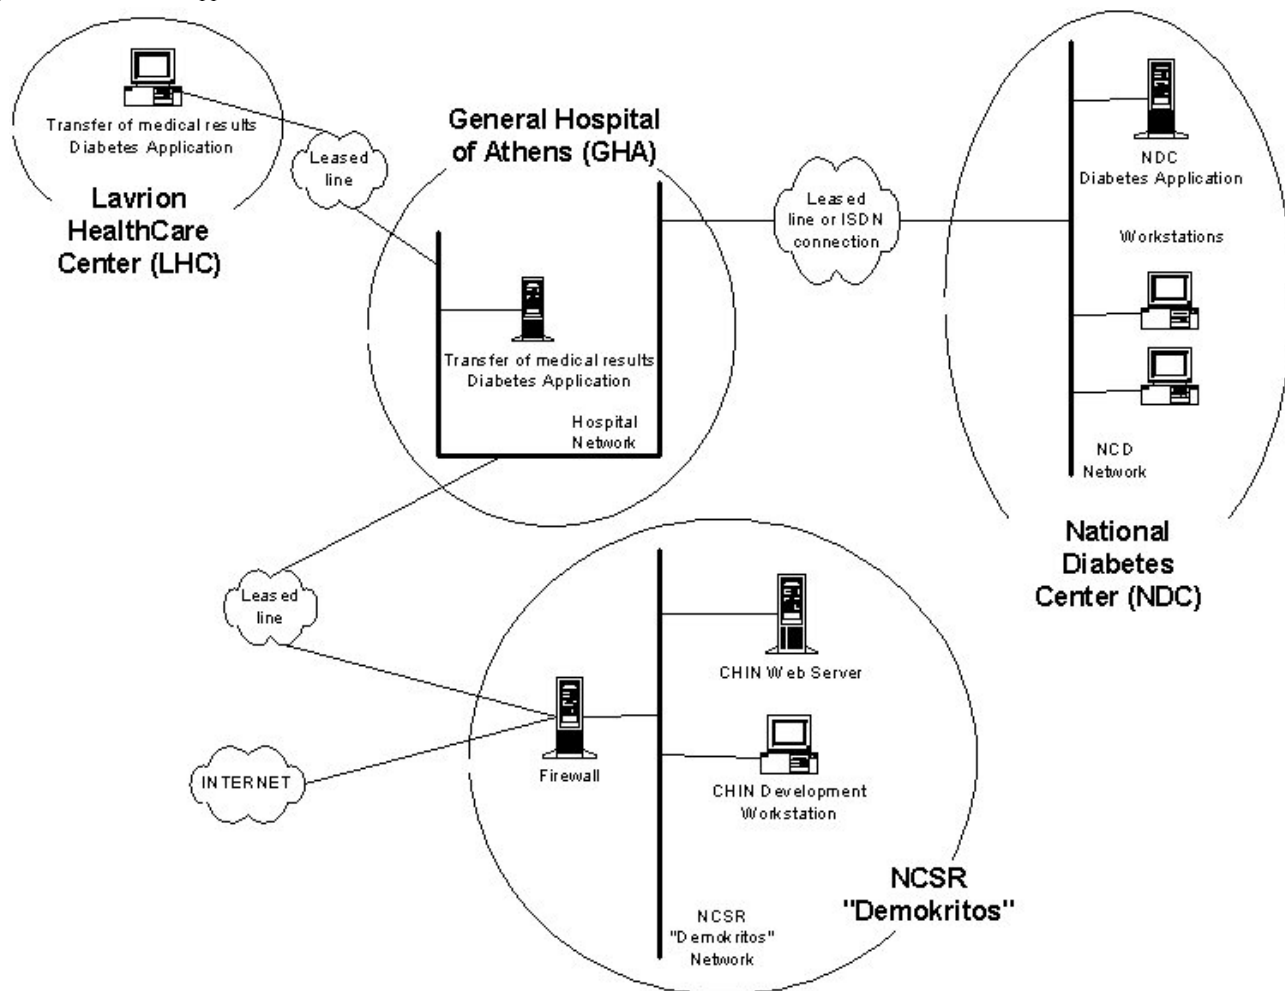 Transfer of medical results
Diabetes Application
Lavrion
HealthCare
Center (LHC)
Leased
line
General Hospital
of Athens (GHA)
Transfer of medical results
Diabetes Application
Hospital
Network
Leased
line or ISDN
connection
NDC
Diabetes Application
Workstations
NCD
Network
National
Diabetes
Center (NDC)
Leased
line
INTERNET
Firewall
CHIN Web Server
CHIN Development
Workstation
NCSR
"Demokritos"
Network
NCSR
"Demokritos"